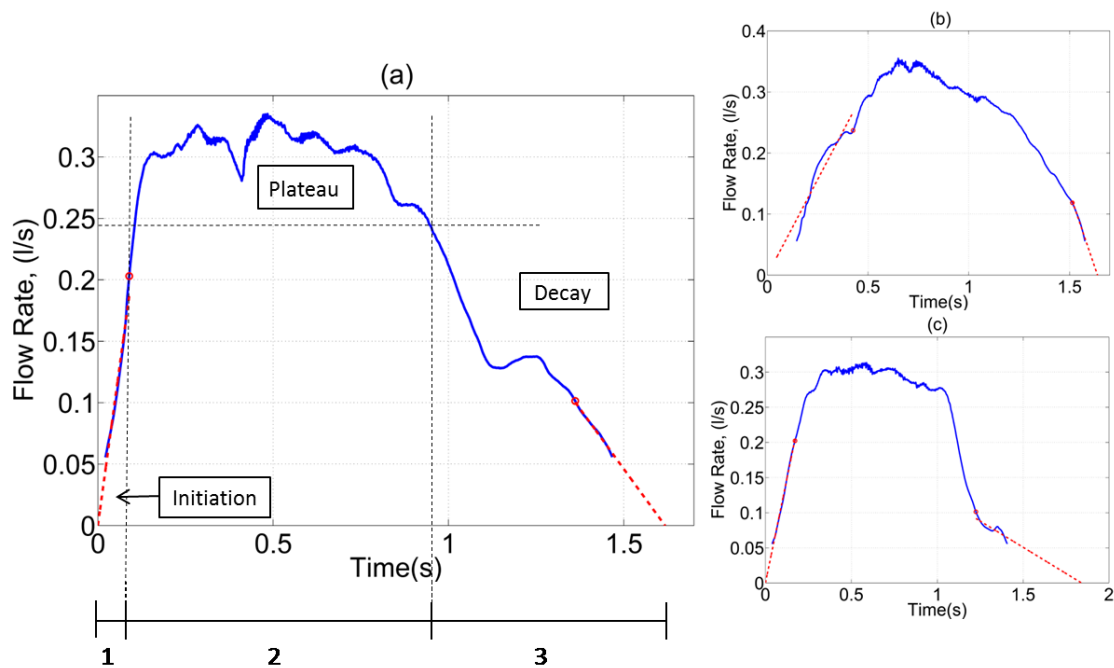 (a)
Flow Rate, (l/s)
0.3
0.25
0.2
0.15
0.1
0.05
0
Plateau
Decay
Initiation
0 0.5 1 1.5
Time(s)
1 2 3
(b)
Flow Rate, (l/s)
0.4
0.3
0.2
0.1
0
0 0.5 1 1.5
Time(s)
(c)
Flow Rate, (l/s)
0.3
0.25
0.2
0.15
0.1
0.05
0
0 0.5 1 1.5 2
Time(s)